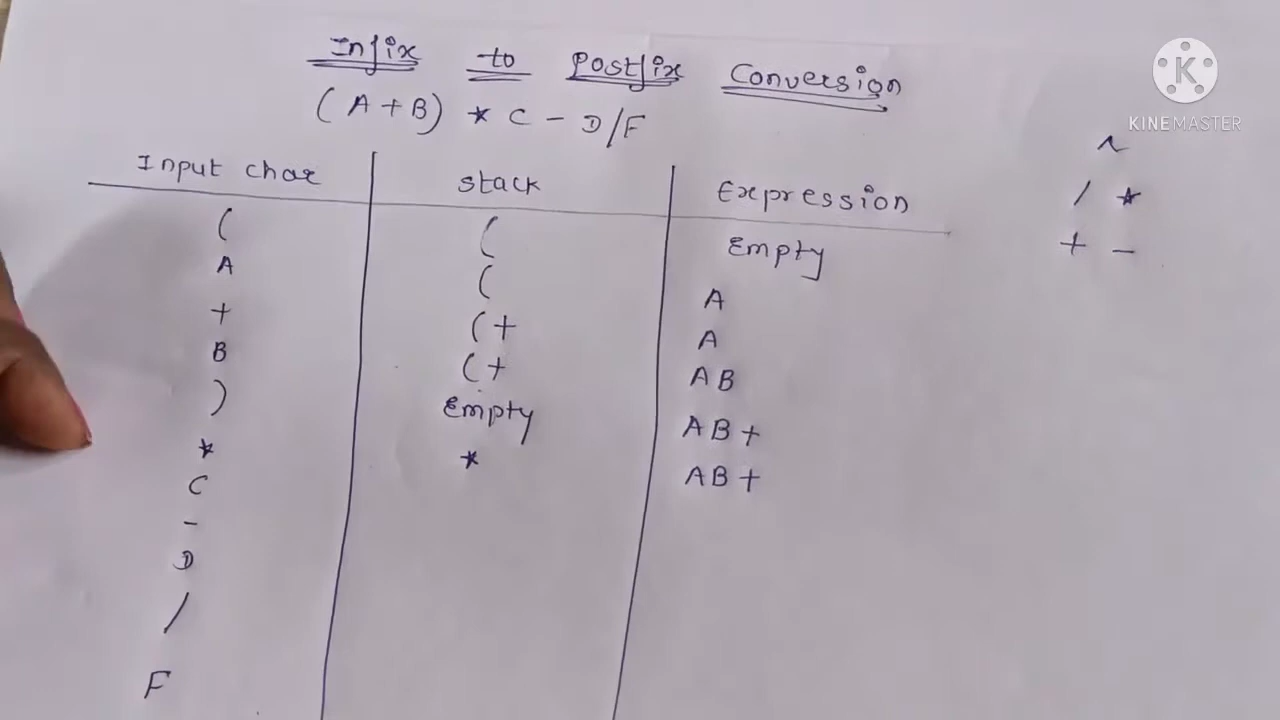 Infix to Postfix Conversion
(A+B) * C - D/F
K
KINEMASTER
^
/ *
+ -
Input char stack Expression
( ( Empty
A ( A
+ (+ A
B (+ AB
) Empty AB+
* * AB+
C
-
D
/
F